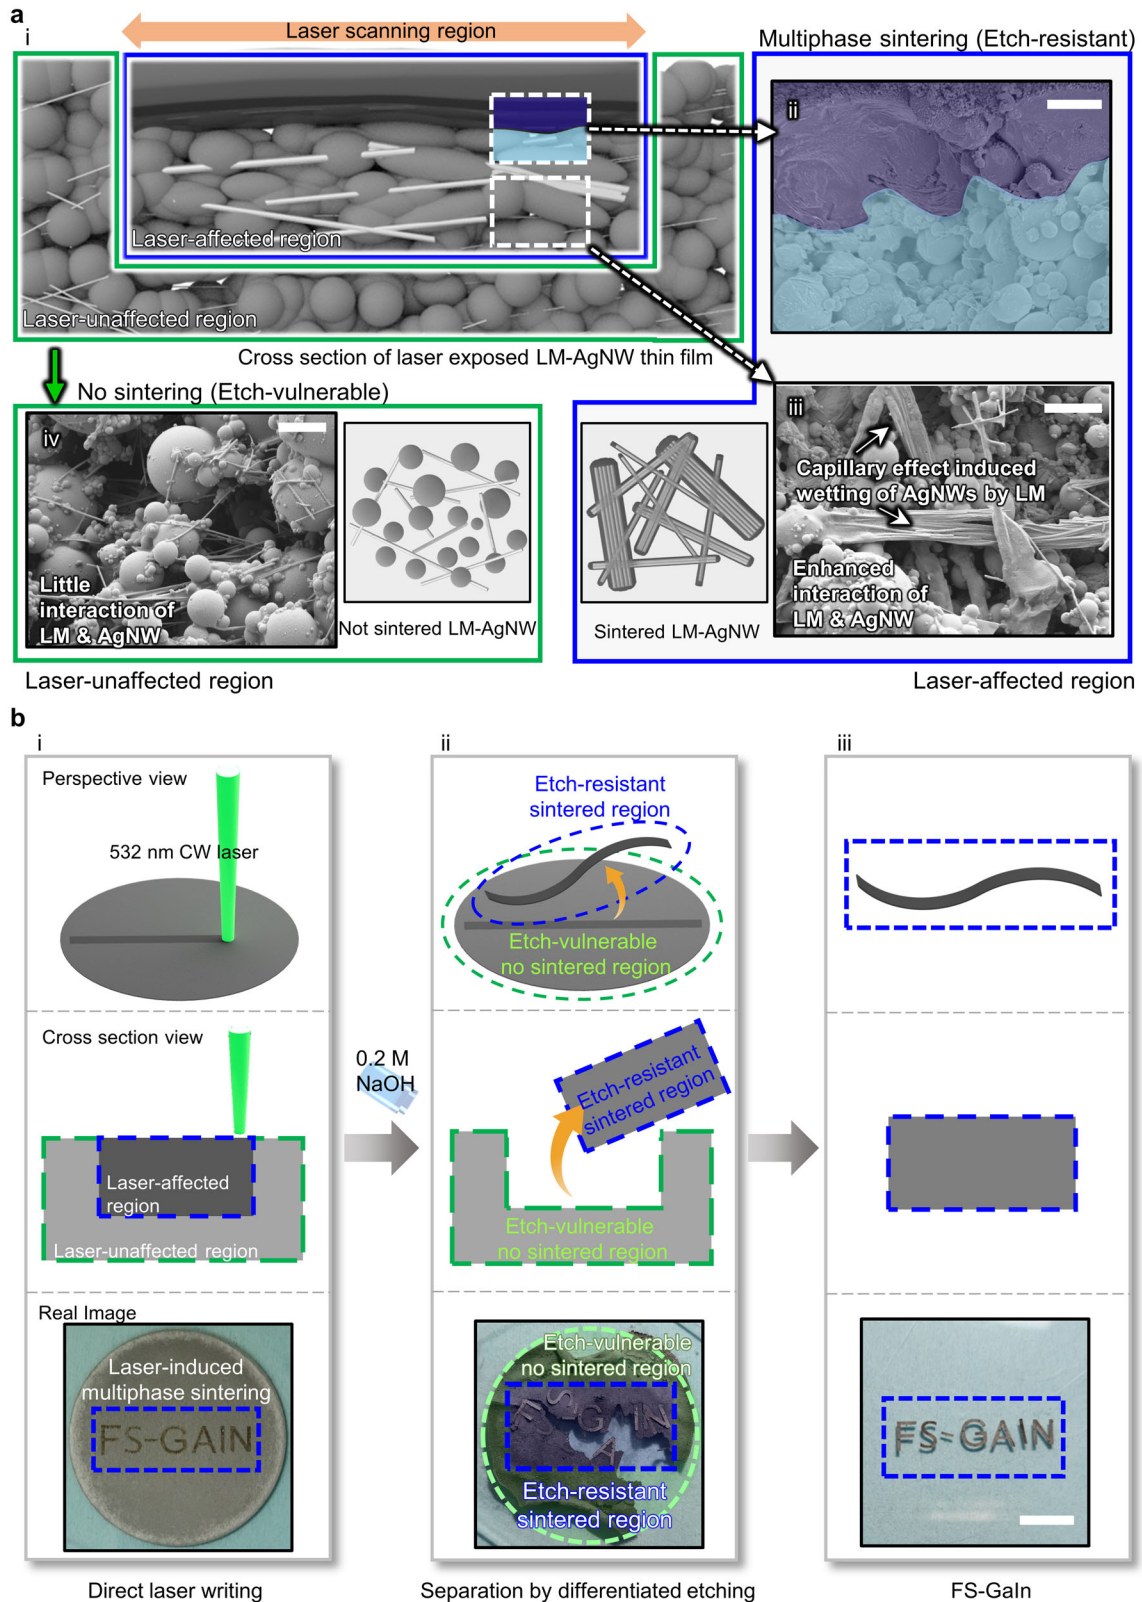 a
i
Laser scanning region
Multiphase sintering (Etch-resistant)
ii
Laser-affected region
Laser-unaffected region
Cross section of laser exposed LM-AgNW thin film
No sintering (Etch-vulnerable)
iv
Little
interaction of
LM & AgNW
Not sintered LM-AgNW
Laser-unaffected region
iii
Capillary effect induced
wetting of AgNWs by LM
Enhanced
interaction of
LM & AgNW
Sintered LM-AgNW
Laser-affected region
b
i
ii
iii
Perspective view
532 nm CW laser
Etch-resistant
sintered region
Etch-vulnerable
no sintered region
Cross section view
Laser-affected
region
Laser-unaffected region
0.2 M
NaOH
Etch-resistant
sintered region
Etch-vulnerable
no sintered region
Real Image
Laser-induced
multiphase sintering
FS-GAIN
Etch-vulnerable
no sintered region
FS GAIN
A
Etch-resistant
sintered region
FS-GAIN
Direct laser writing
Separation by differentiated etching
FS-GaIn